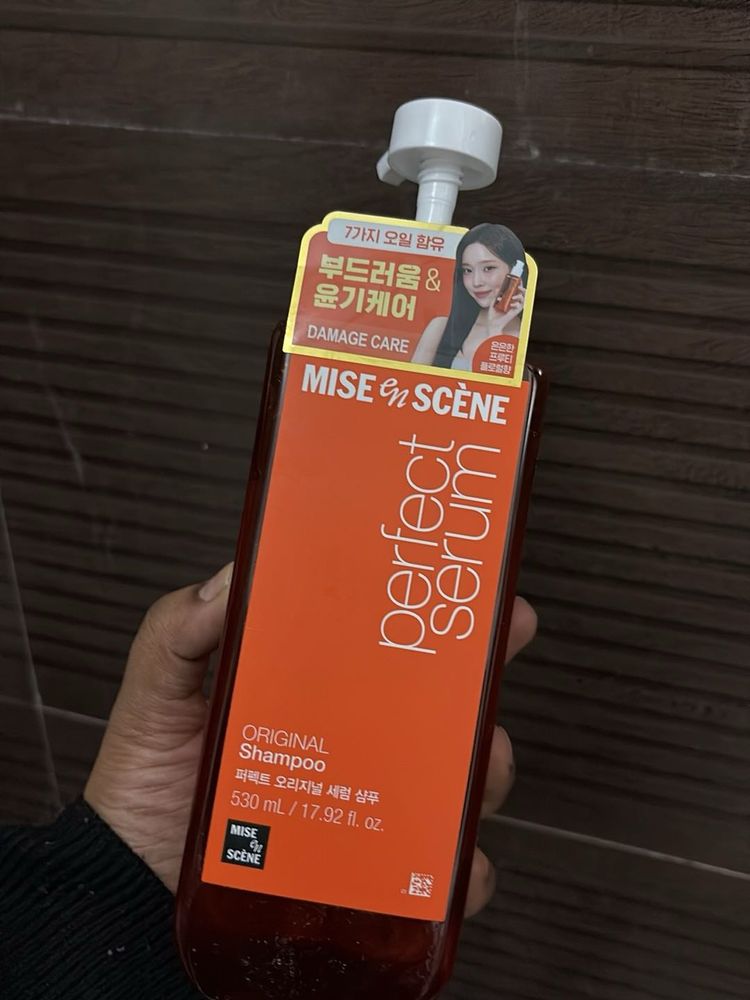 7가지 오일 함유
부드러움 &
윤기케어
DAMAGE CARE
은은한
프루티
플로럴향
MISE en SCÈNE
perfect
serum
ORIGINAL
Shampoo
퍼펙트 오리지널 세럼 샴푸
530 mL / 17.92 fl. oz.
MISE
en
SCÈNE